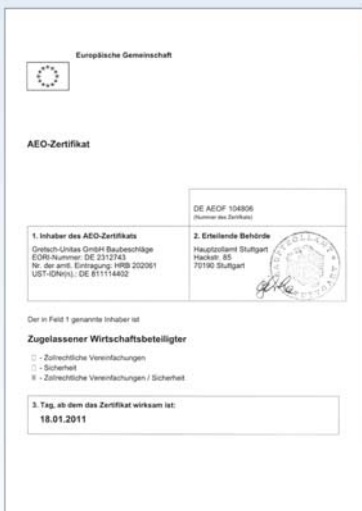 Europäische Gemeinschaft
AEO-Zertifikat
DE AEOF 104806
(Nummer des Zertifikats)
1. Inhaber des AEO-Zertifikats
Gretsch-Unitas GmbH Baubeschläge
EORI-Nummer: DE 2312743
Nr. der amtl. Eintragung: HRB 202061
UST-IDNr(n).: DE 811114402
2. Erteilende Behörde
Hauptzollamt Stuttgart
Hackstr. 85
70190 Stuttgart
Der in Feld 1 genannte Inhaber ist
Zugelassener Wirtschaftsbeteiligter
- Zollrechtliche Vereinfachungen
- Sicherheit
- Zollrechtliche Vereinfachungen / Sicherheit
3. Tag, ab dem das Zertifikat wirksam ist:
18.01.2011